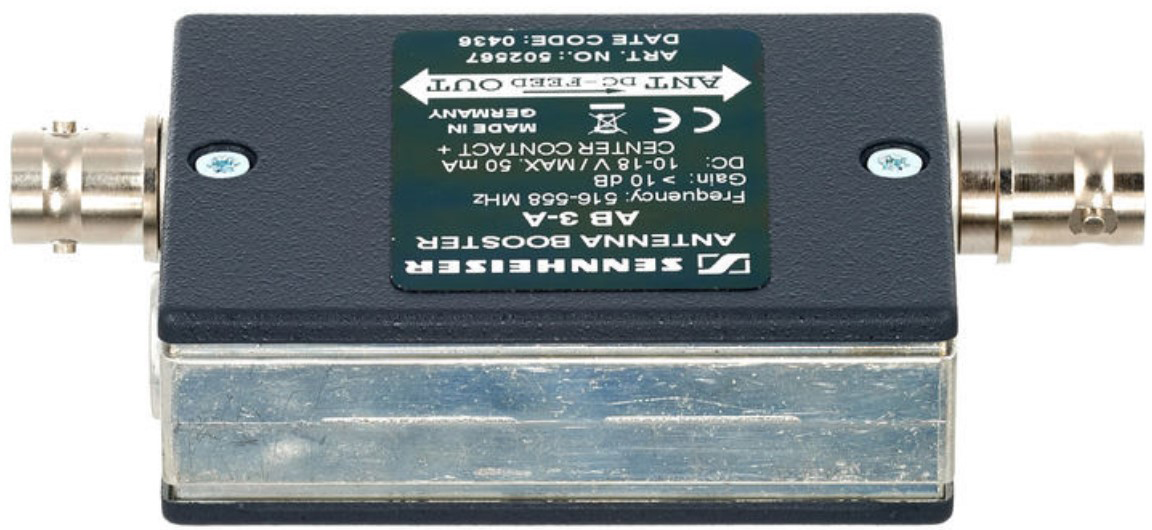 SENNHEISER
ANTENNA BOOSTER
AB 3-A
Frequency: 516-558 MHz
Gain: > 10 dB
DC: 10-18 V / MAX. 50 mA
CENTER CONTACT +
CE MADE IN
GERMANY
ANT DC-FEED OUT
ART. NO.: 502567
DATE CODE: 0436